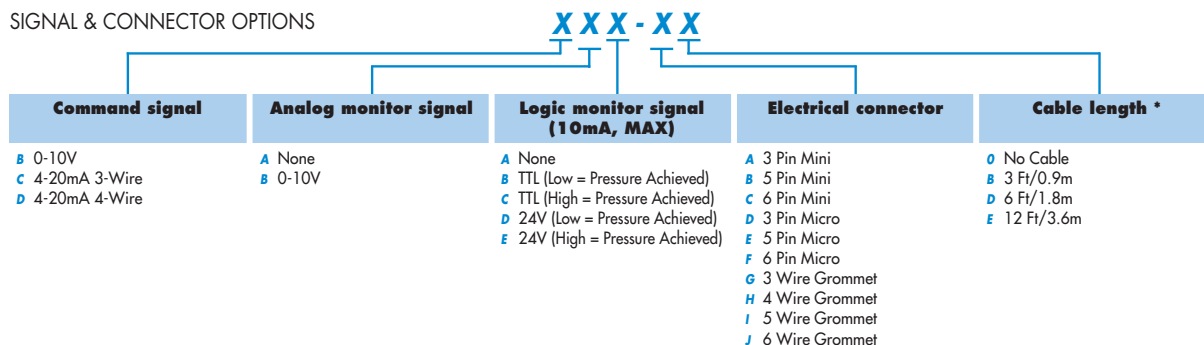 SIGNAL & CONNECTOR OPTIONS
X X X - X X
Command signal
B 0-10V
C 4-20mA 3-Wire
D 4-20mA 4-Wire
Analog monitor signal
A None
B 0-10V
Logic monitor signal
(10mA, MAX)
A None
B TTL (Low = Pressure Achieved)
C TTL (High = Pressure Achieved)
D 24V (Low = Pressure Achieved)
E 24V (High = Pressure Achieved)
Electrical connector
A 3 Pin Mini
B 5 Pin Mini
C 6 Pin Mini
D 3 Pin Micro
E 5 Pin Micro
F 6 Pin Micro
G 3 Wire Grommet
H 4 Wire Grommet
I 5 Wire Grommet
J 6 Wire Grommet
Cable length *
0 No Cable
B 3 Ft/0.9m
D 6 Ft/1.8m
E 12 Ft/3.6m